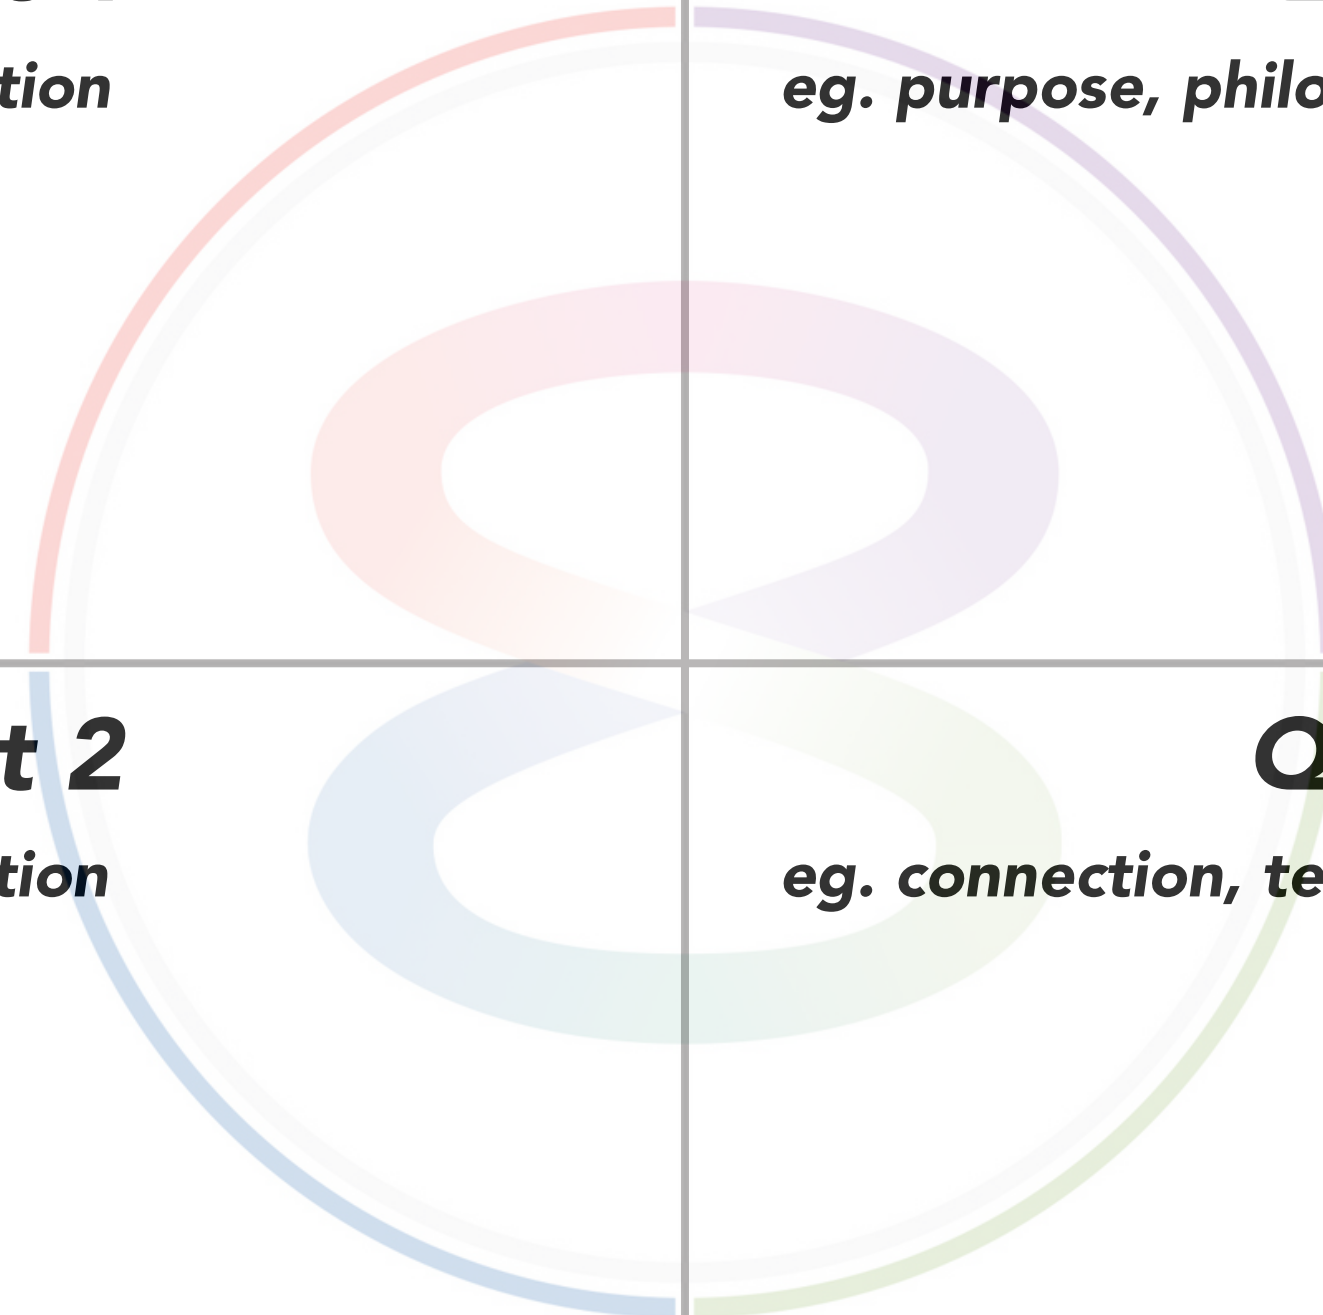 tion
eg. purpose, philo
t 2
Q
tion
eg. connection, te